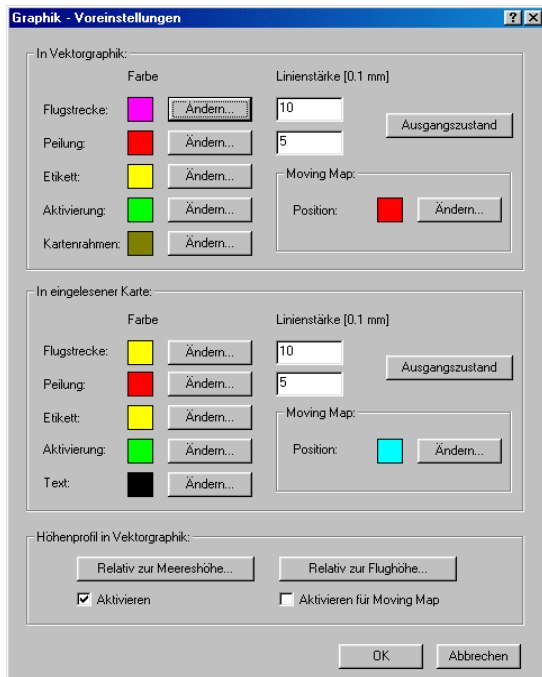 Graphik - Voreinstellungen
In Vektorgraphik:
Farbe Linienstärke [0.1 mm]
Flugstrecke: Ändern... 10
Ausgangszustand
Peilung: Ändern... 5
Etikett: Ändern... Moving Map:
Aktivierung: Ändern... Position: Ändern...
Kartenrahmen: Ändern...
In eingelesener Karte:
Farbe Linienstärke [0.1 mm]
Flugstrecke: Ändern... 10
Ausgangszustand
Peilung: Ändern... 5
Etikett: Ändern... Moving Map:
Aktivierung: Ändern... Position: Ändern...
Text: Ändern...
Höhenprofil in Vektorgraphik:
Relativ zur Meereshöhe... Relativ zur Flughöhe...
Aktivieren Aktivieren für Moving Map
OK Abbrechen